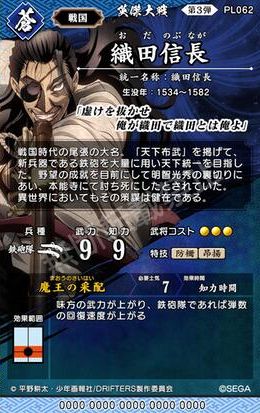 蒼
戦国
英傑大戦
第3弾
PL062
おだ のぶなが
織田信長
統一名称：織田信長
生没年：1534～1582
「虚けを抜かせ
俺が織田で織田とは俺よ」
戦国時代の尾張の大名。「天下布武」を掲げて、
新兵器である鉄砲を大量に用い天下統一を目指し
た。野望の成就を目前にして明智光秀の裏切りに
あい、本能寺にて討ち死にしたとされていた。
異世界においてもその策謀は健在である。
兵種 武力 知力 武将コスト
鉄砲隊 9 9 特技 防柵 昂揚
まおうのさいはい 必要士気 効果時間
魔王の采配 7 知力時間
効果範囲
味方の武力が上がり、鉄砲隊であれば弾数
の回復速度が上がる
© 平野耕太・少年画報社/DRIFTERS製作委員会 ©SEGA
0000-0000-0000-0000-0000